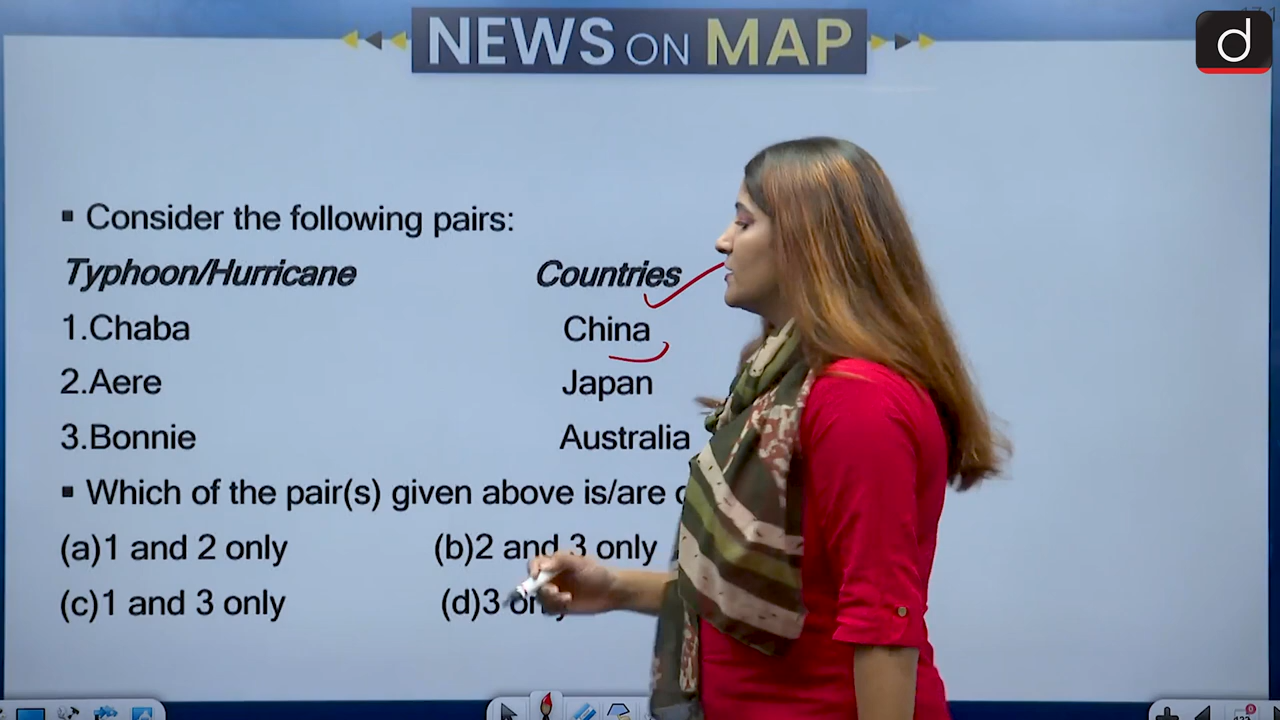 NEWS ON MAP
d
▪ Consider the following pairs:
Typhoon/Hurricane Countries
1.Chaba China
2.Aere Japan
3.Bonnie Australia
▪ Which of the pair(s) given above is/are
(a)1 and 2 only (b)2 and 3 only
(c)1 and 3 only (d)3 only